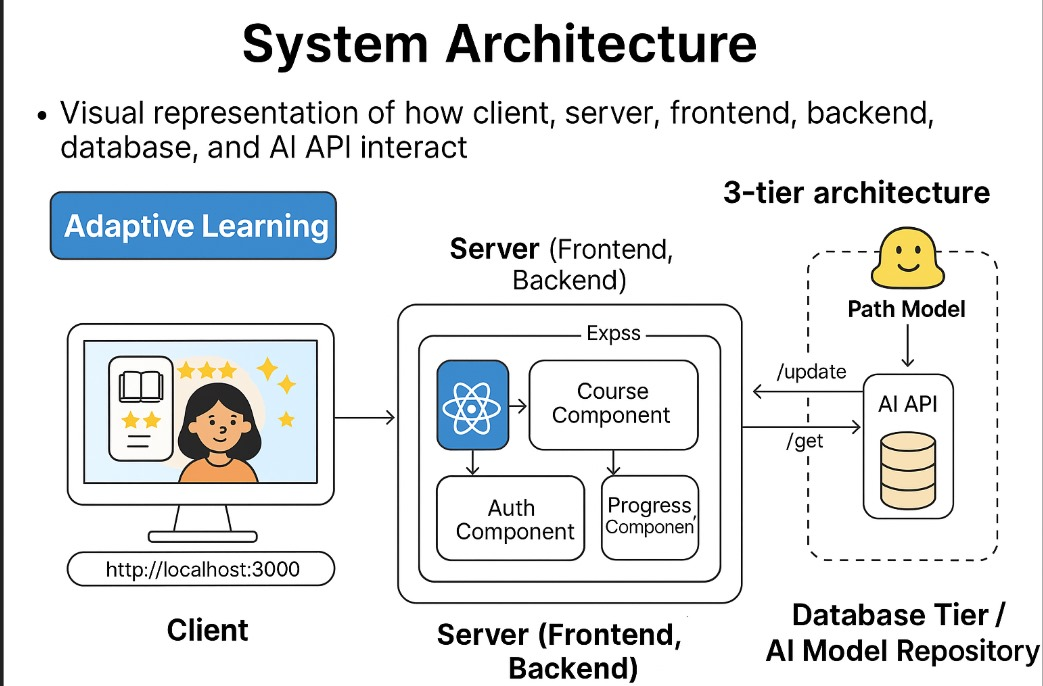 System Architecture
• Visual representation of how client, server, frontend, backend,
database, and AI API interact
3-tier architecture
Adaptive Learning
Server (Frontend,
Backend)
Expss
Path Model
Course
Component
/update
AI API
/get
Auth
Component
Progress,
Componen
http://localhost:3000
Client
Server (Frontend,
Backend)
Database Tier /
AI Model Repository